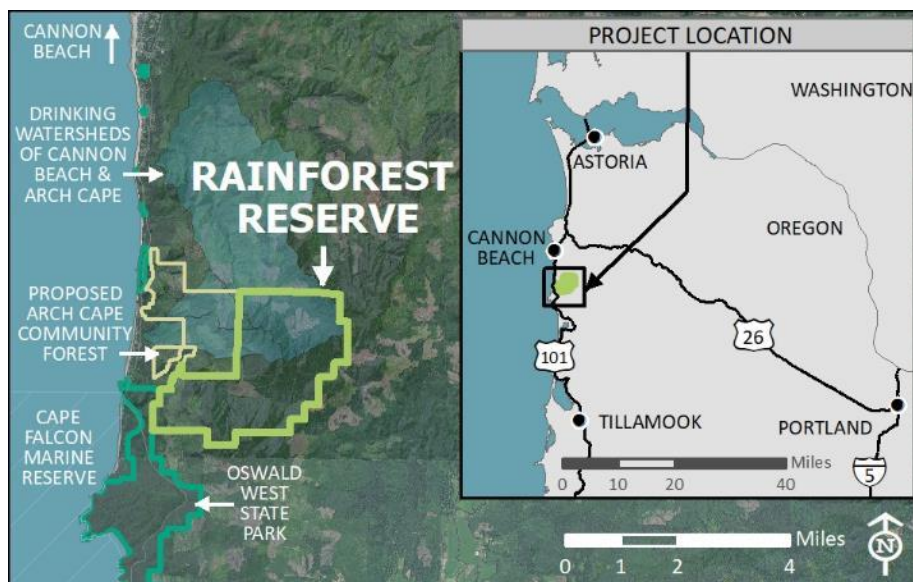 CANNON
BEACH
DRINKING
WATERSHEDS
OF CANNON
BEACH &
ARCH CAPE
RAINFOREST
RESERVE
PROPOSED
ARCH CAPE
COMMUNITY
FOREST
CAPE
FALCON
MARINE
RESERVE
OSWALD
WEST
STATE
PARK
PROJECT LOCATION
WASHINGTON
ASTORIA
OREGON
CANNON
BEACH
26
101
TILLAMOOK
PORTLAND
5
Miles
0 10 20 40
Miles
0 1 2 4
N